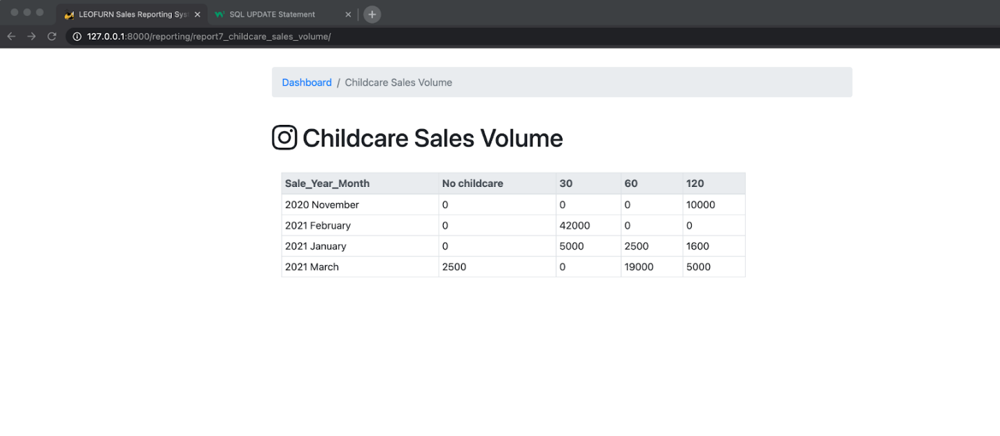 LEOFURN Sales Reporting Sys SQL UPDATE Statement
127.0.0.1:8000/reporting/report7_childcare_sales_volume/
Dashboard / Childcare Sales Volume
Childcare Sales Volume
Sale_Year_Month No childcare 30 60 120
2020 November 0 0 0 10000
2021 February 0 42000 0 0
2021 January 0 5000 2500 1600
2021 March 2500 0 19000 5000